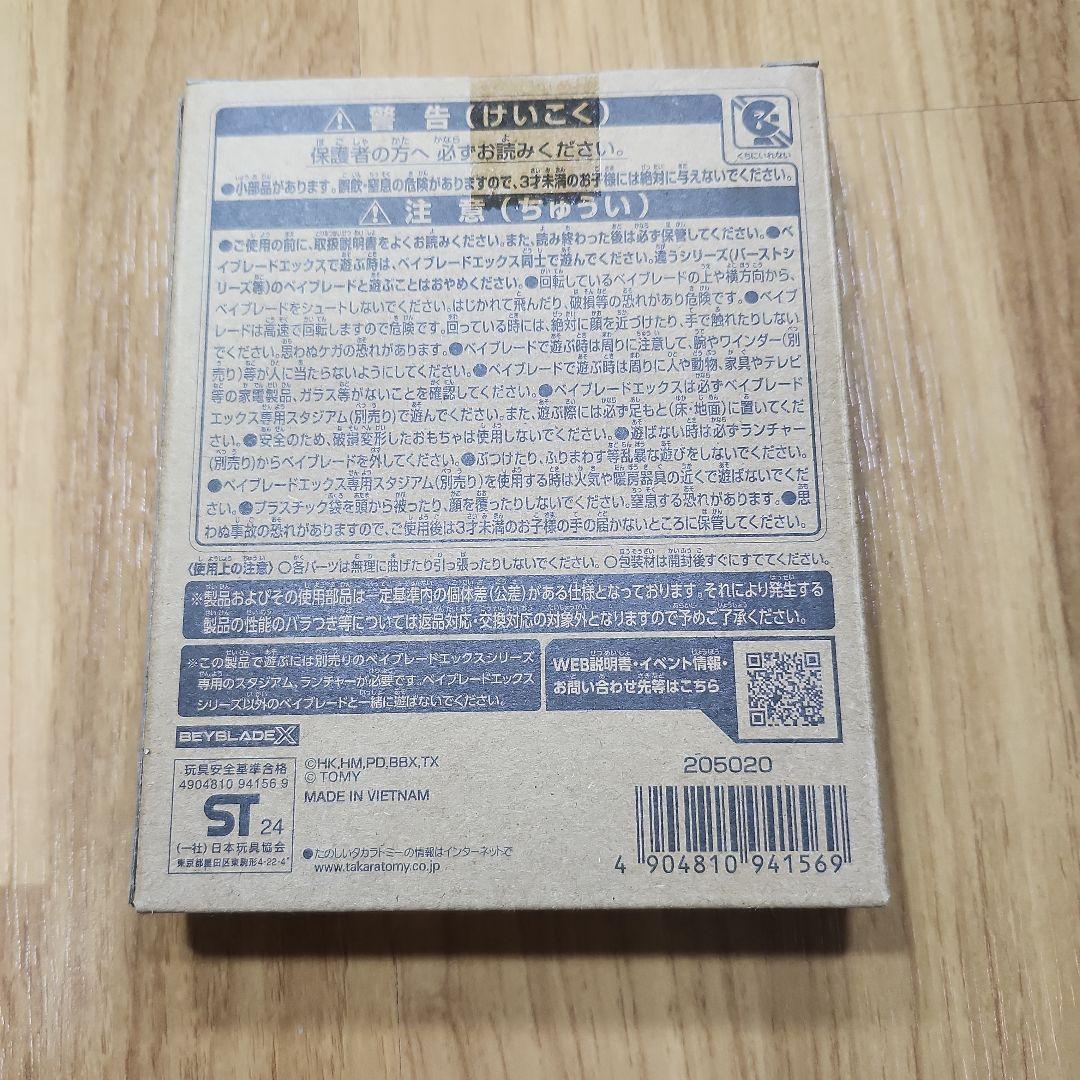 警告(けいこく)
くちにいれない
保護者の方へ 必ずお読みください。
●小部品があります。誤飲・窒息の危険がありますので、3才未満のお子様には絶対に与えないでください。
注意(ちゅうい)
●ご使用の前に、取扱説明書をよくお読みください。また、読み終わった後は必ず保管してください。●ベ
イブレードエックスで遊ぶ時は、ベイブレードエックス同士で遊んでください。違うシリーズ(バーストシ
リーズ等)のベイブレードと遊ぶことはおやめください。●回転しているベイブレードの上や横方向から、
ベイブレードをシュートしないでください。はじかれて飛んだり、破損等の恐れがあり危険です。●ベイブ
レードは高速で回転しますので危険です。回っている時には、絶対に顔を近づけたり、手で触れたりしない
でください。思わぬケガの恐れがあります。●ベイブレードで遊ぶ時は周りに注意して、腕やワインダー(別
売り)等が人に当たらないようにしてください。●ベイブレードで遊ぶ時は周りに人や動物、家具やテレビ
等の家電製品、ガラス等がないことを確認してください。●ベイブレードエックスは必ずベイブレード
エックス専用スタジアム(別売り)で遊んでください。また、遊ぶ際には必ず足もと(床・地面)に置いてくだ
さい。●安全のため、破損変形したおもちゃは使用しないでください。●遊ばない時は必ずランチャー
(別売り)からベイブレードを外してください。●ぶつけたり、ふりまわす等乱暴な遊びをしないでください。
●ベイブレードエックス専用スタジアム(別売り)を使用する時は火気や暖房器具の近くで遊ばないでくだ
さい。●プラスチック袋を頭から被ったり、顔を覆ったりしないでください。窒息する恐れがあります。●思
わぬ事故の恐れがありますので、ご使用後は3才未満のお子様の手の届かないところに保管してください。
〈使用上の注意〉○各パーツは無理に曲げたり引っ張ったりしないでください。○包装材は開封後すぐにすててください。
※製品およびその使用部品は一定基準内の個体差(公差)がある仕様となっております。それにより発生する
製品の性能のバラつき等については返品対応・交換対応の対象外となりますので予めご了承ください。
※この製品で遊ぶには別売りのベイブレードエックスシリーズ
専用のスタジアム、ランチャーが必要です。ベイブレードエックス
シリーズ以外のベイブレードと一緒に遊ばないでください。
WEB説明書・イベント情報・
お問い合わせ先等はこちら
BEYBLADE X
玩具安全基準合格
4904810 94156 9
ST 24
(一社)日本玩具協会
東京都墨田区東駒形4-22-4
©HK,HM,PD,BBX,TX
© TOMY
MADE IN VIETNAM
●たのしいタカラトミーの情報はインターネットで
www.takaratomy.co.jp
205020
4 904810 941569